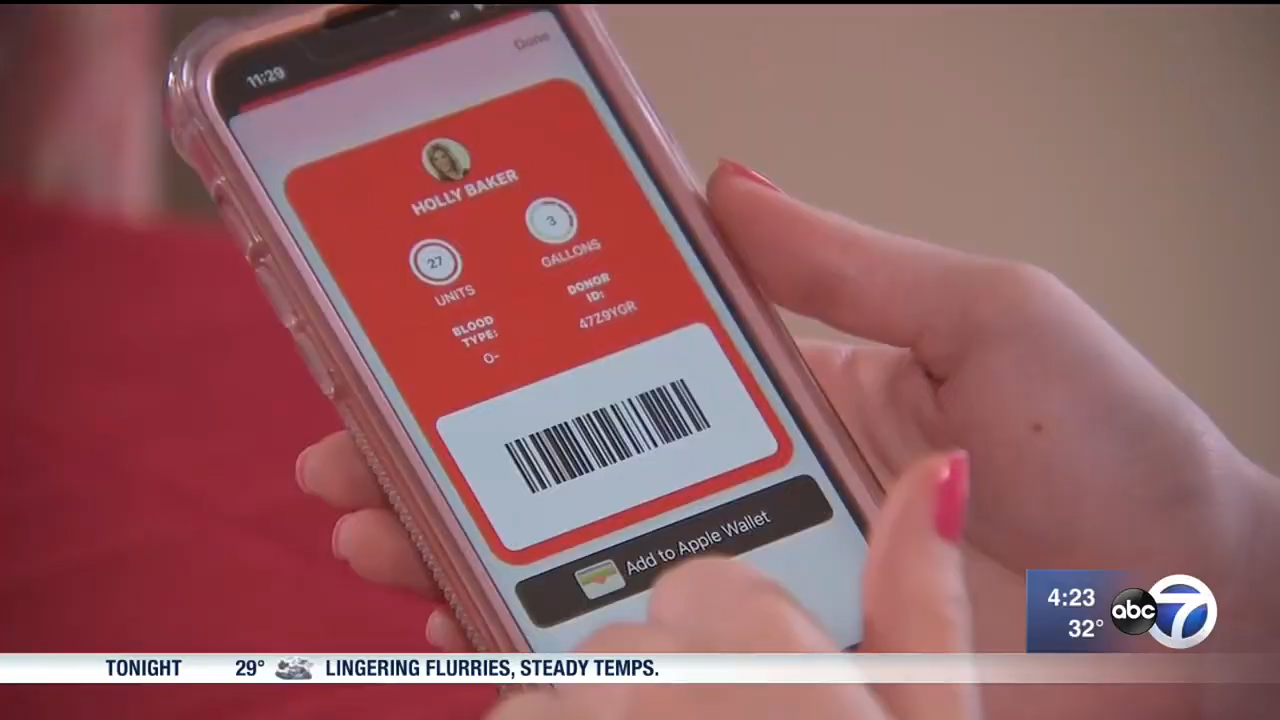 11:29
Done
HOLLY BAKER
27
UNITS
3
GALLONS
BLOOD
TYPE:
O-
DONOR
ID:
47Z9YGR
Add to Apple Wallet
4:23
32°
abc 7
TONIGHT 29° LINGERING FLURRIES, STEADY TEMPS.